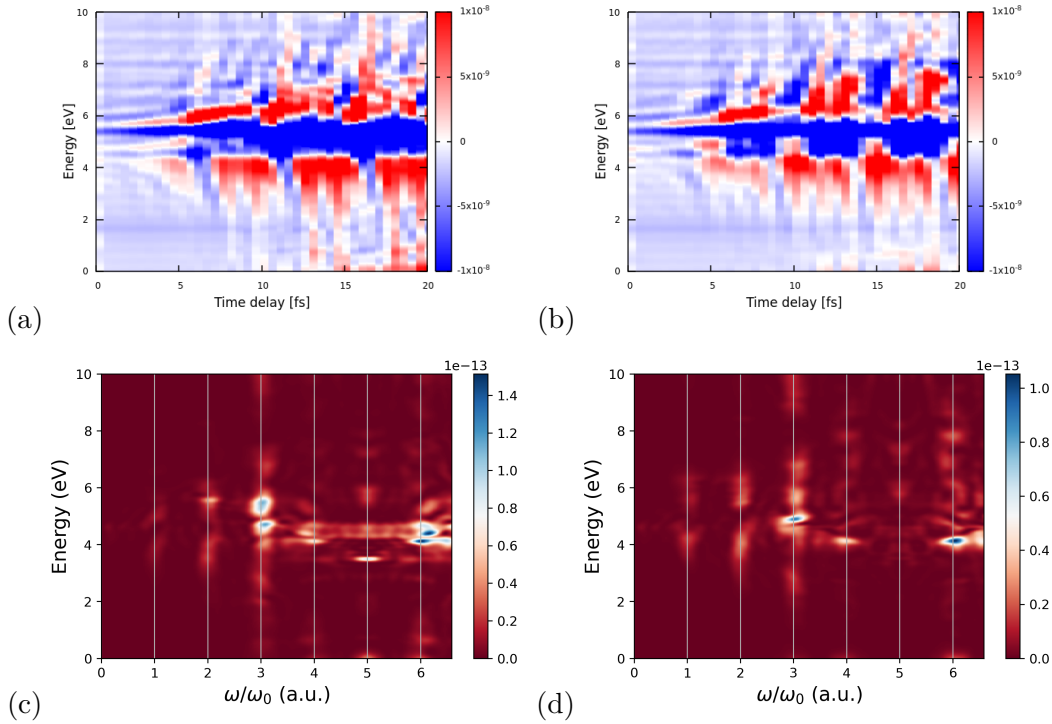 10
8
6
4
2
0
Energy [eV]
0
5
10
15
20
Time delay [fs]
1x10⁻⁸
5x10⁻⁹
0
-5x10⁻⁹
-1x10⁻⁸
(a)
10
8
6
4
2
0
Energy [eV]
0
5
10
15
20
Time delay [fs]
1x10⁻⁸
5x10⁻⁹
0
-5x10⁻⁹
-1x10⁻⁸
(b)
10
8
6
4
2
0
Energy (eV)
0
1
2
3
4
5
6
ω/ω₀ (a.u.)
1e−13
1.4
1.2
1.0
0.8
0.6
0.4
0.2
0.0
(c)
10
8
6
4
2
0
Energy (eV)
0
1
2
3
4
5
6
ω/ω₀ (a.u.)
1e−13
1.0
0.8
0.6
0.4
0.2
0.0
(d)